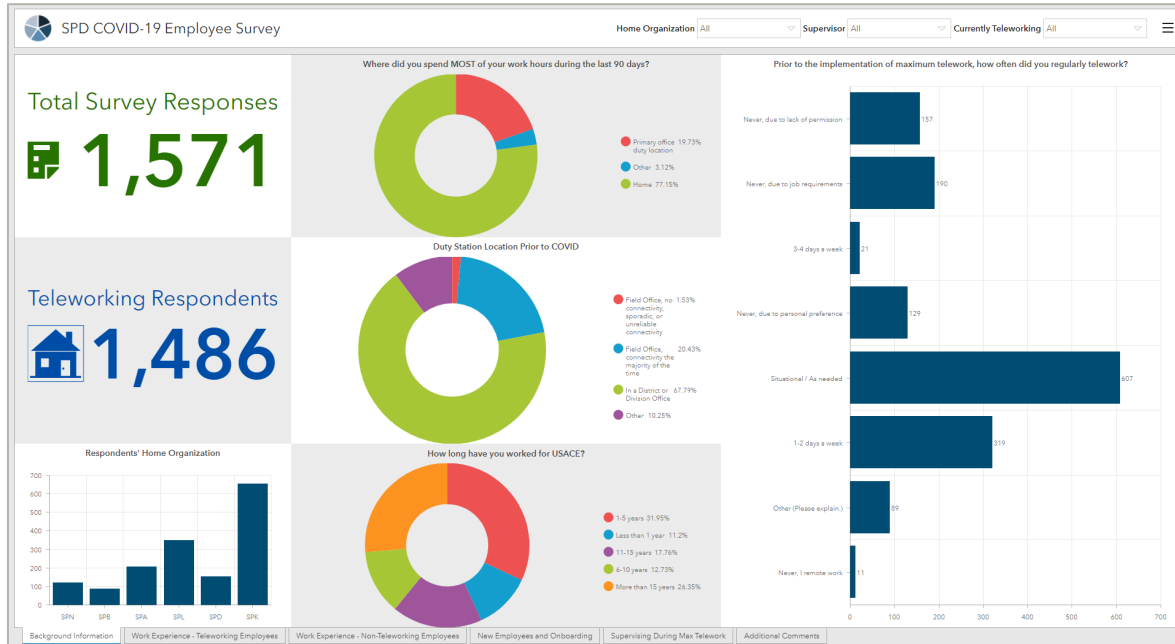 SPD COVID-19 Employee Survey
Home Organization All
Supervisor All
Currently Teleworking All
Total Survey Responses
1,571
Teleworking Respondents
1,486
Respondents' Home Organization
700
600
500
400
300
200
100
0
SPN SPB SPA SPL SPD SPK
Where did you spend MOST of your work hours during the last 90 days?
Primary office 19.73%
duty location
Other 3.12%
Home 77.15%
Duty Station Location Prior to COVID
Field Office, no 1.53%
connectivity,
sporadic, or
unreliable
connectivity
Field Office, 20.43%
connectivity the
majority of the
time
In a District or 67.79%
Division Office
Other 10.25%
How long have you worked for USACE?
1-5 years 31.95%
Less than 1 year 11.2%
11-15 years 17.76%
6-10 years 12.73%
More than 15 years 26.35%
Prior to the implementation of maximum telework, how often did you regularly telework?
Never, due to lack of permission 157
Never, due to job requirements 190
3-4 days a week 21
Never, due to personal preference 129
Situational / As needed 607
1-2 days a week 319
Other (Please explain.) 89
Never, I remote work 11
0 100 200 300 400 500 600 700
Background Information
Work Experience - Teleworking Employees
Work Experience - Non-Teleworking Employees
New Employees and Onboarding
Supervising During Max Telework
Additional Comments